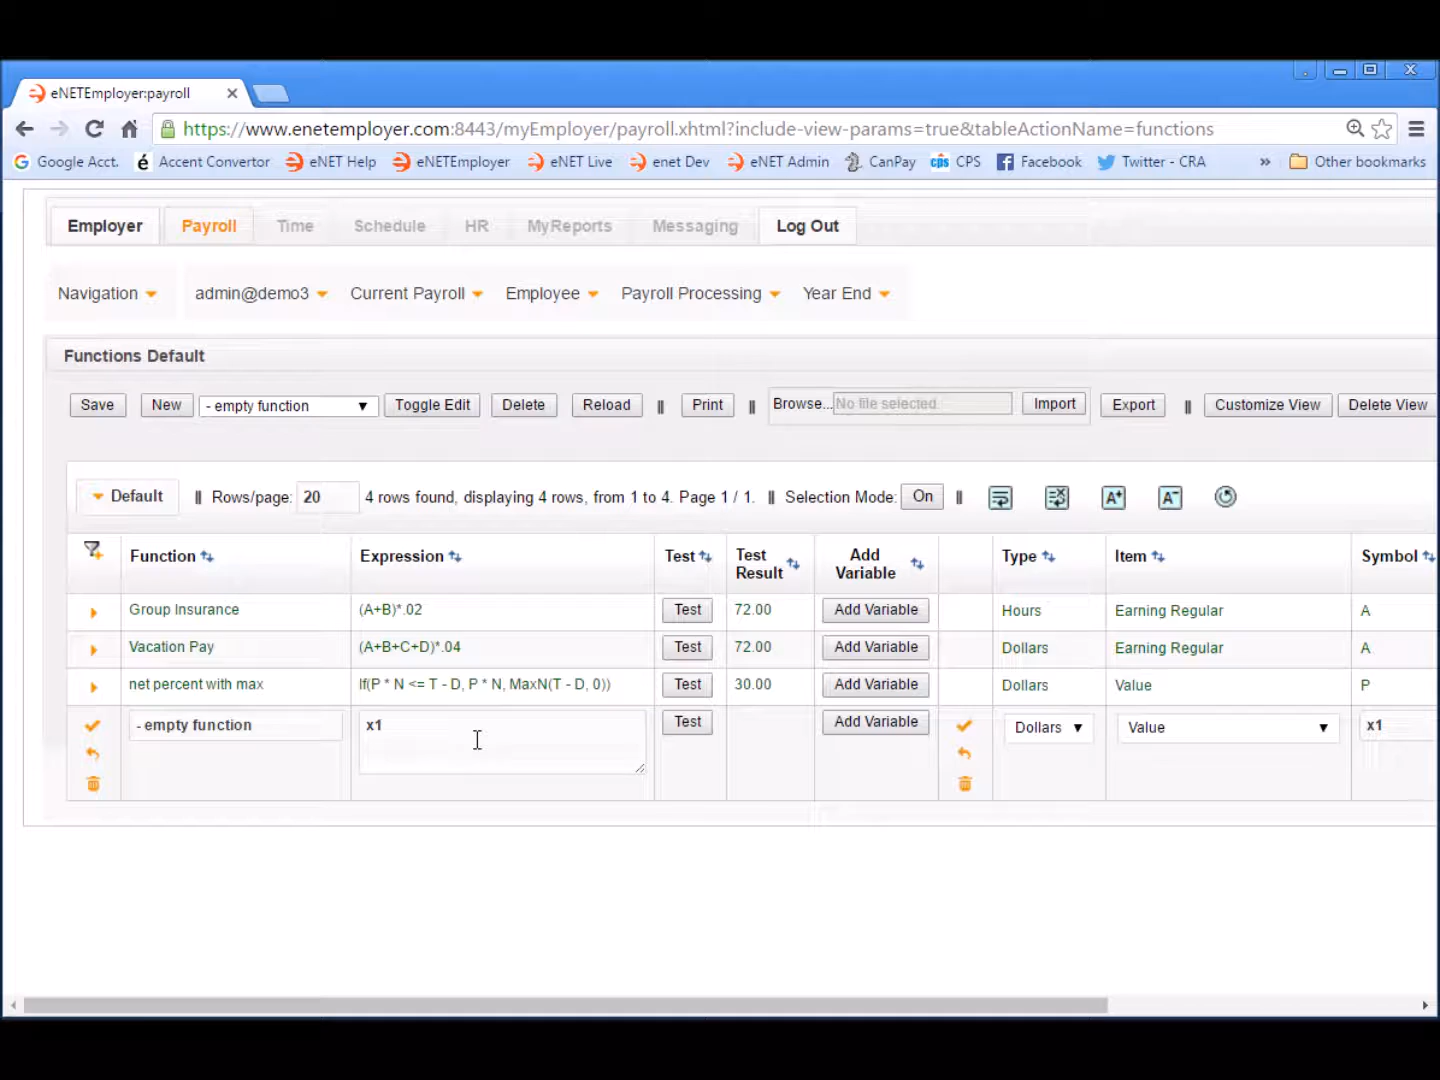 eNETEmployer:payroll
https://www.enetemployer.com:8443/myEmployer/payroll.xhtml?include-view-params=true&tableActionName=functions
Google Acct. Accent Convertor eNET Help eNETEmployer eNET Live enet Dev eNET Admin CanPay cps CPS Facebook Twitter - CRA » Other bookmarks
Employer Payroll Time Schedule HR MyReports Messaging Log Out
Navigation admin@demo3 Current Payroll Employee Payroll Processing Year End
Functions Default
Save New - empty function Toggle Edit Delete Reload || Print || Browse... No file selected. Import Export || Customize View Delete View
Default || Rows/page: 20 4 rows found, displaying 4 rows, from 1 to 4. Page 1 / 1. || Selection Mode: On || A+ A-
Function Expression Test Test Result Add Variable Type Item Symbol
Group Insurance (A+B)*.02 Test 72.00 Add Variable Hours Earning Regular A
Vacation Pay (A+B+C+D)*.04 Test 72.00 Add Variable Dollars Earning Regular A
net percent with max If(P * N <= T - D, P * N, MaxN(T - D, 0)) Test 30.00 Add Variable Dollars Value P
- empty function x1 Test Add Variable Dollars Value x1